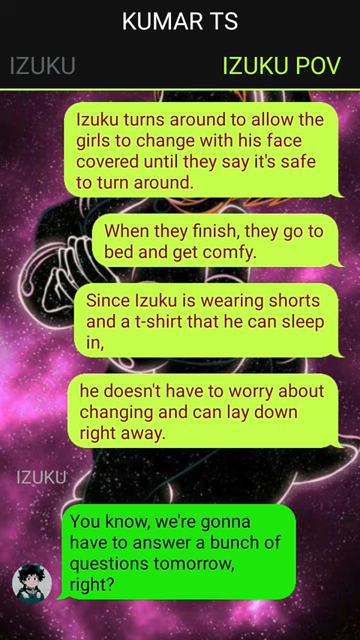 KUMAR TS
IZUKU
IZUKU POV
Izuku turns around to allow the
girls to change with his face
covered until they say it's safe
to turn around.
When they finish, they go to
bed and get comfy.
Since Izuku is wearing shorts
and a t-shirt that he can sleep
in,
he doesn't have to worry about
changing and can lay down
right away.
IZUKU
You know, we're gonna
have to answer a bunch of
questions tomorrow,
right?